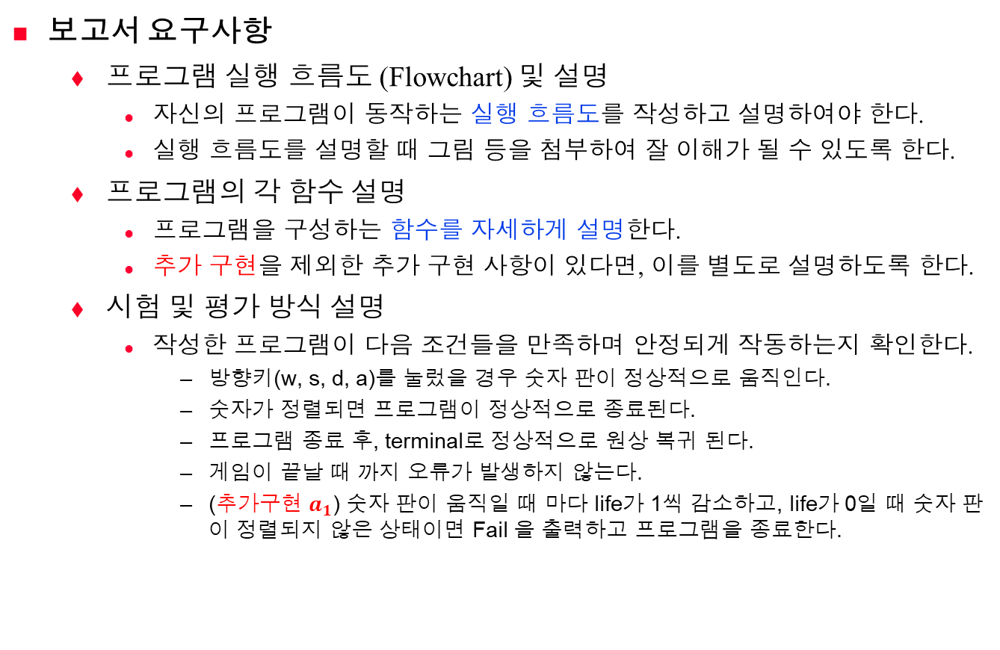 보고서 요구사항
프로그램 실행 흐름도 (Flowchart) 및 설명
자신의 프로그램이 동작하는 실행 흐름도를 작성하고 설명하여야 한다.
실행 흐름도를 설명할 때 그림 등을 첨부하여 잘 이해가 될 수 있도록 한다.
프로그램의 각 함수 설명
프로그램을 구성하는 함수를 자세하게 설명한다.
추가 구현을 제외한 추가 구현 사항이 있다면, 이를 별도로 설명하도록 한다.
시험 및 평가 방식 설명
작성한 프로그램이 다음 조건들을 만족하며 안정되게 작동하는지 확인한다.
– 방향키(w, s, d, a)를 눌렀을 경우 숫자 판이 정상적으로 움직인다.
– 숫자가 정렬되면 프로그램이 정상적으로 종료된다.
– 프로그램 종료 후, terminal로 정상적으로 원상 복귀 된다.
– 게임이 끝날 때 까지 오류가 발생하지 않는다.
– (추가구현 a₁) 숫자 판이 움직일 때 마다 life가 1씩 감소하고, life가 0일 때 숫자 판
이 정렬되지 않은 상태이면 Fail 을 출력하고 프로그램을 종료한다.